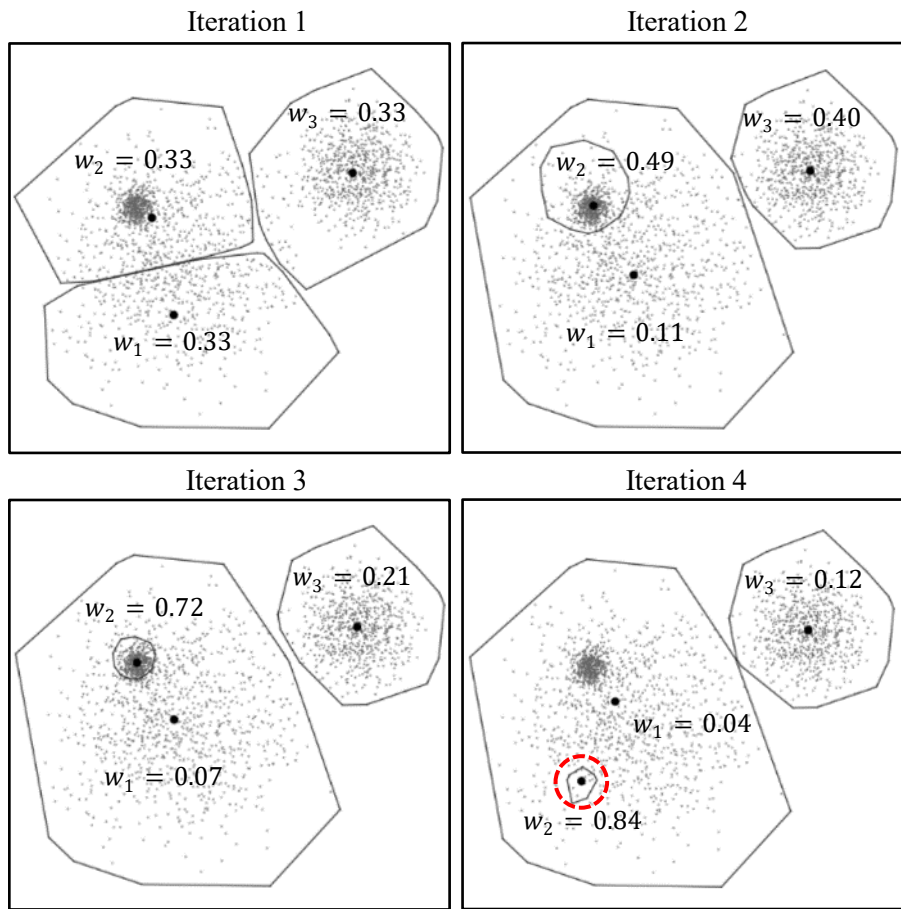 Iteration 1
w₃ = 0.33
w₂ = 0.33
w₁ = 0.33
Iteration 2
w₃ = 0.40
w₂ = 0.49
w₁ = 0.11
Iteration 3
w₃ = 0.21
w₂ = 0.72
w₁ = 0.07
Iteration 4
w₃ = 0.12
w₁ = 0.04
w₂ = 0.84